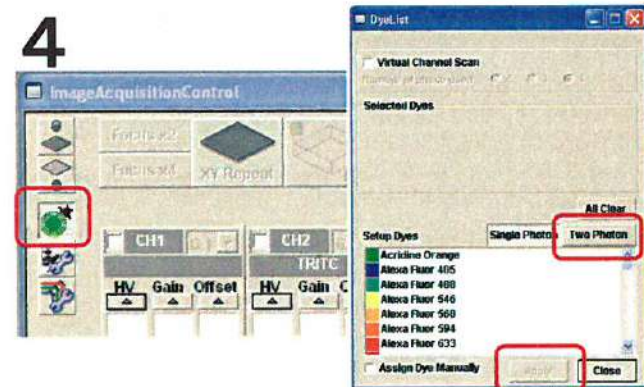 4
ImageAcquisitionControl
Focus x2
Focus x4
XY Repeat
CH1
CH2
TRITC
HV Gain Offset HV Gain
DyeList
Virtual Channel Scan
Selected Dyes
All Clear
Setup Dyes Single Photon Two Photon
Acridine Orange
Alexa Fluor 405
Alexa Fluor 488
Alexa Fluor 546
Alexa Fluor 568
Alexa Fluor 594
Alexa Fluor 633
Assign Dye Manually Apply Close